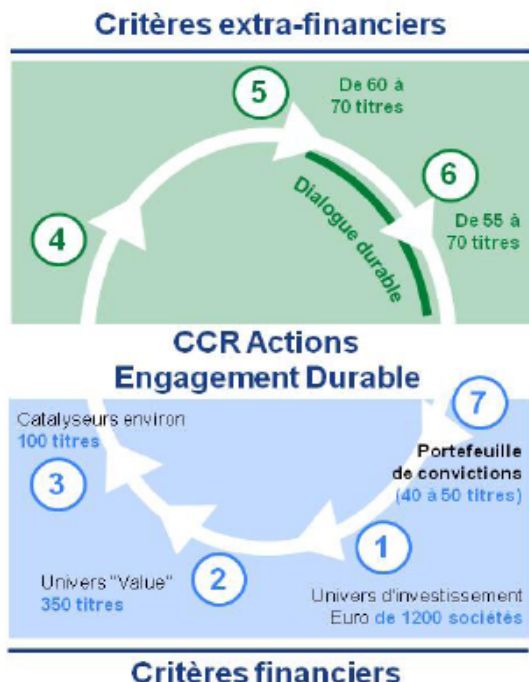 Critères extra-financiers
5
De 60 à
70 titres
6
De 55 à
70 titres
Dialogue durable
4
CCR Actions
Engagement Durable
7
Portefeuille
de convictions
(40 à 50 titres)
Catalyseurs environ
100 titres
3
1
Univers d'investissement
Euro de 1200 sociétés
2
Univers "Value"
350 titres
Critères financiers